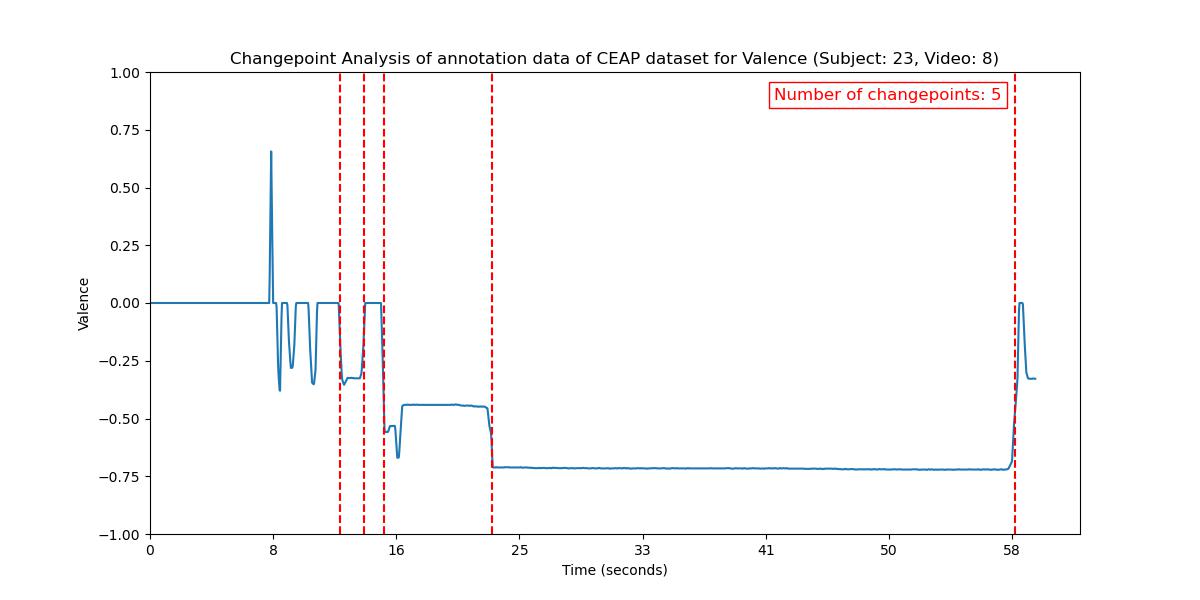 Changepoint Analysis of annotation data of CEAP dataset for Valence (Subject: 23, Video: 8)
Number of changepoints: 5
Valence
1.00
0.75
0.50
0.25
0.00
−0.25
−0.50
−0.75
−1.00
0 8 16 25 33 41 50 58
Time (seconds)